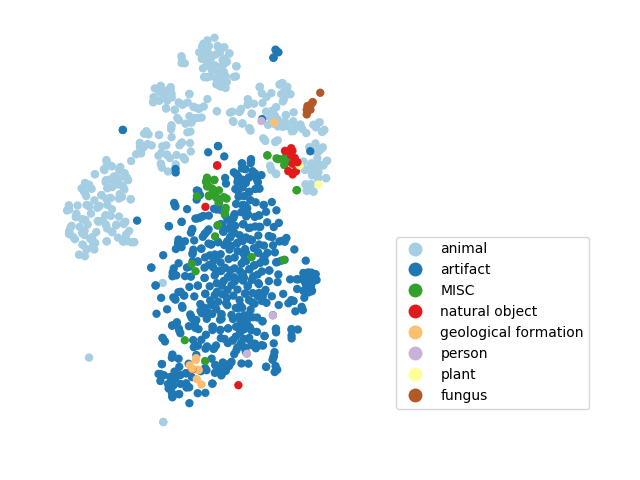 animal
artifact
MISC
natural object
geological formation
person
plant
fungus